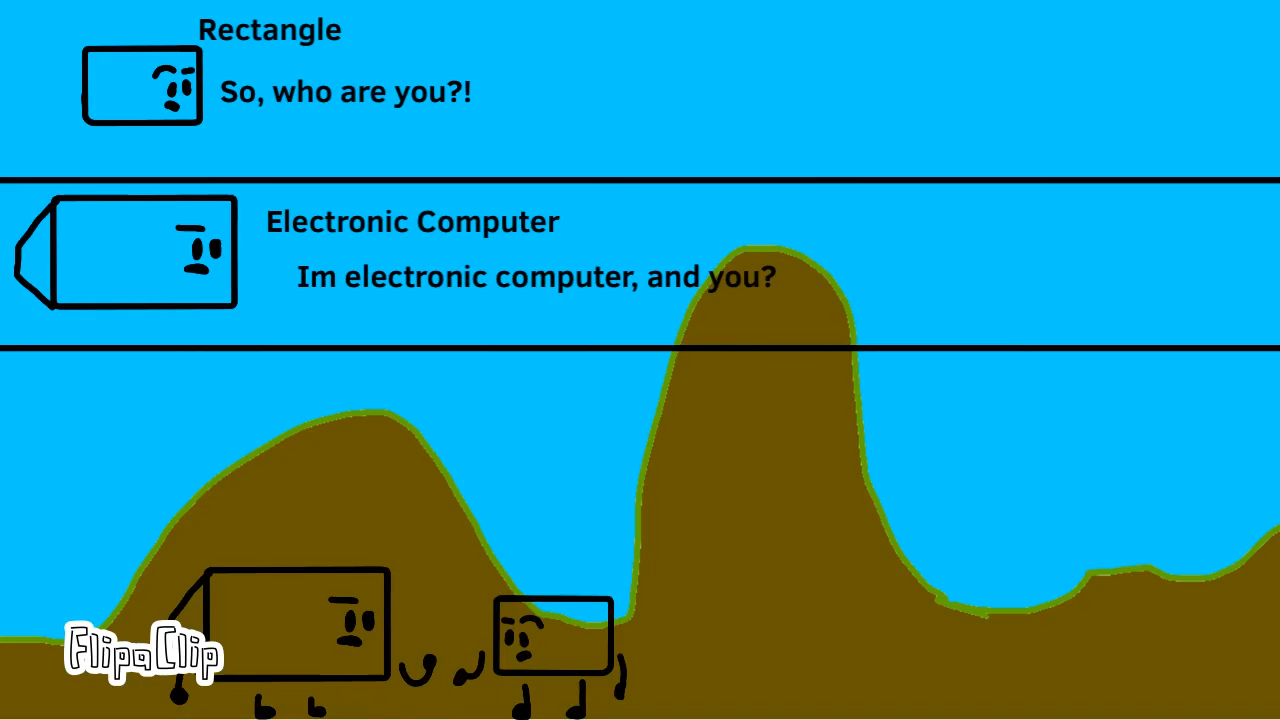 Rectangle
So, who are you?!
Electronic Computer
Im electronic computer, and you?
FlipaClip